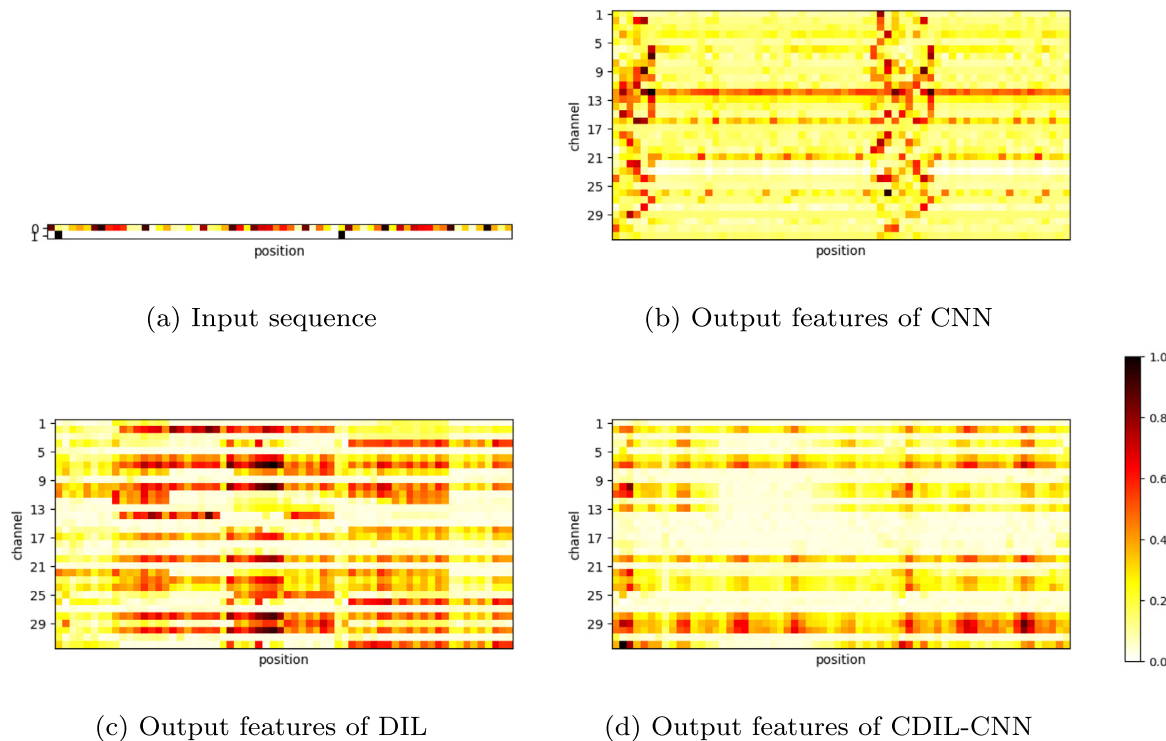 0
1
position
(a) Input sequence
1
5
9
13
17
21
25
29
channel
position
(b) Output features of CNN
1
5
9
13
17
21
25
29
channel
position
(c) Output features of DIL
1
5
9
13
17
21
25
29
channel
position
(d) Output features of CDIL-CNN
1.0
0.8
0.6
0.4
0.2
0.0